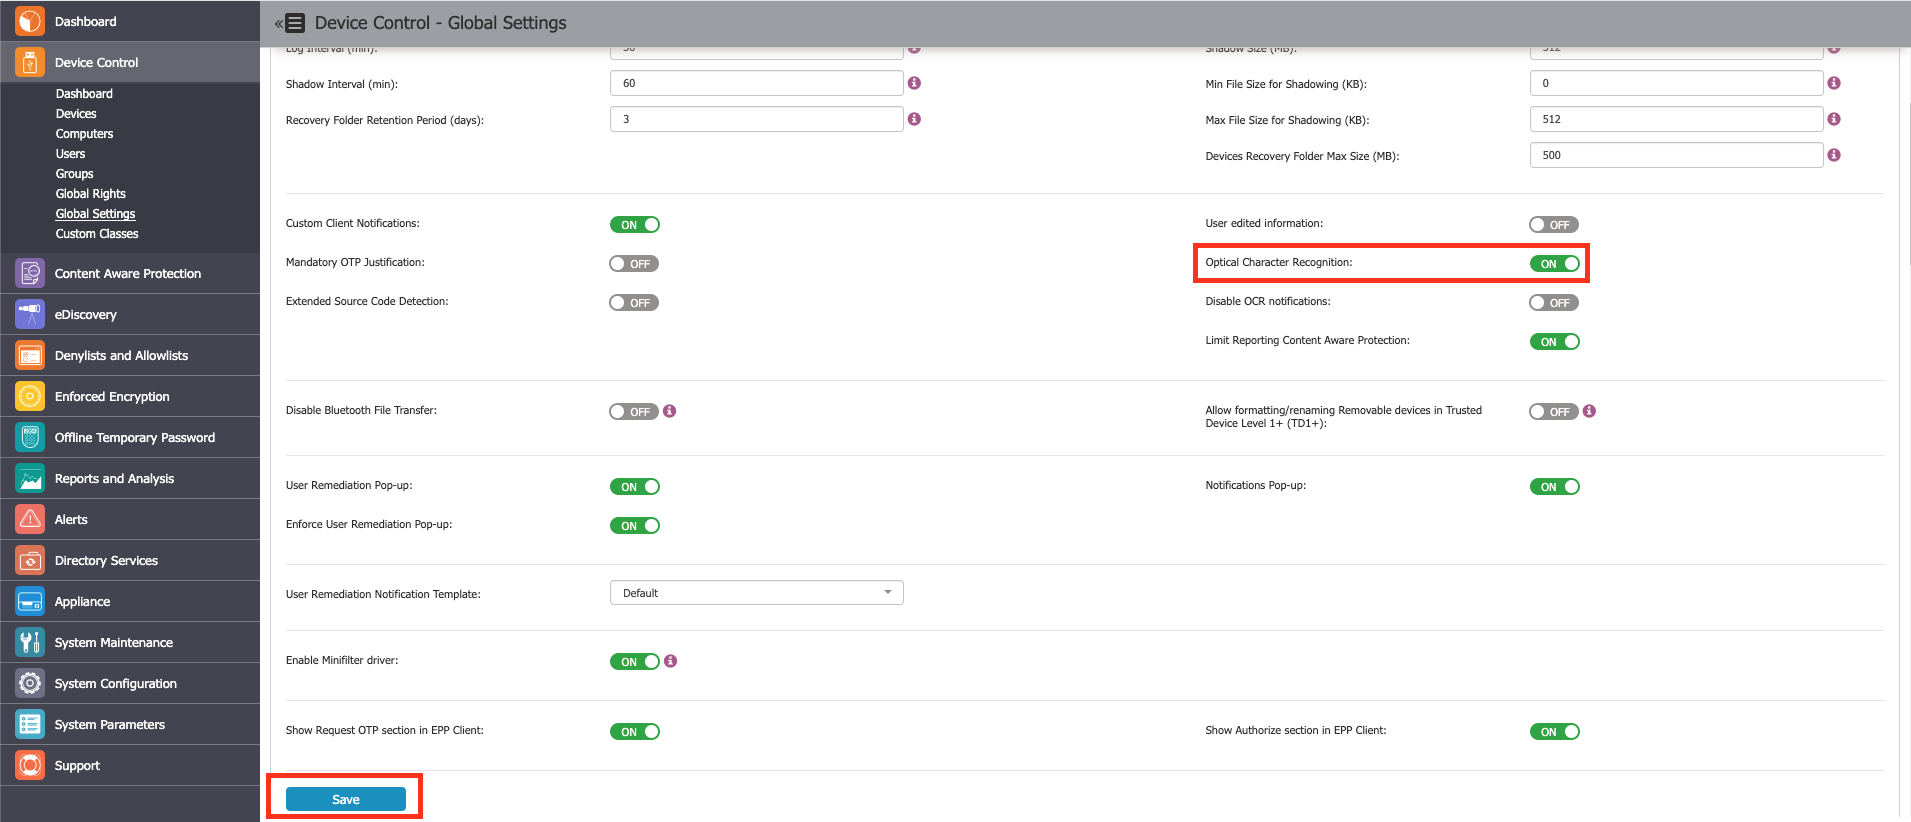 Dashboard
Device Control
Dashboard
Devices
Computers
Users
Groups
Global Rights
Global Settings
Custom Classes
Content Aware Protection
eDiscovery
Denylists and Allowlists
Enforced Encryption
Offline Temporary Password
Reports and Analysis
Alerts
Directory Services
Appliance
System Maintenance
System Configuration
System Parameters
Support
Device Control - Global Settings
Log Interval (min):
Shadow Size (MB):
512
Shadow Interval (min): 60
Min File Size for Shadowing (KB): 0
Recovery Folder Retention Period (days): 3
Max File Size for Shadowing (KB): 512
Devices Recovery Folder Max Size (MB): 500
Custom Client Notifications: ON
User edited information: OFF
Mandatory OTP Justification: OFF
Optical Character Recognition: ON
Extended Source Code Detection: OFF
Disable OCR notifications: OFF
Limit Reporting Content Aware Protection: ON
Disable Bluetooth File Transfer: OFF
Allow formatting/renaming Removable devices in Trusted
Device Level 1+ (TD1+): OFF
User Remediation Pop-up: ON
Notifications Pop-up: ON
Enforce User Remediation Pop-up: ON
User Remediation Notification Template: Default
Enable Minifilter driver: ON
Show Request OTP section in EPP Client: ON
Show Authorize section in EPP Client: ON
Save